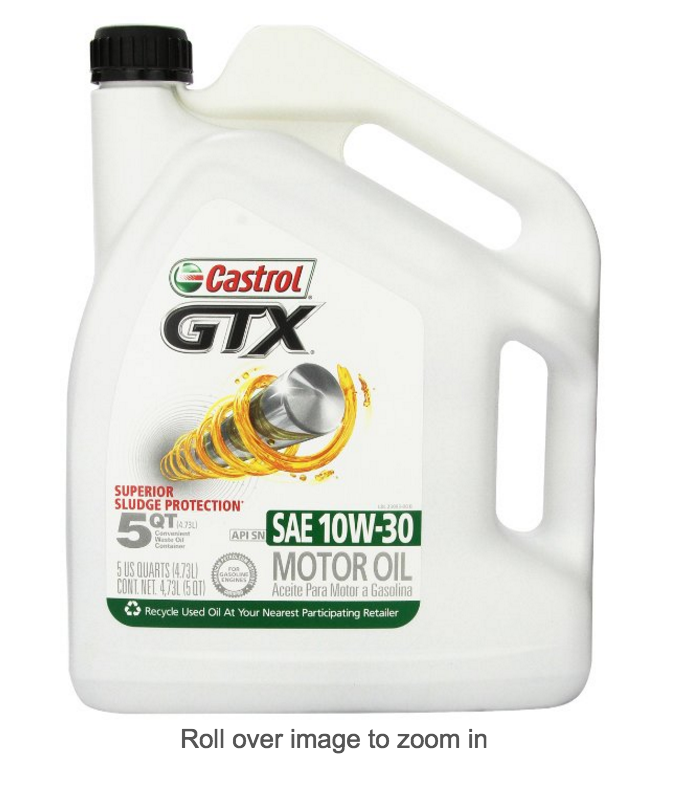 Castrol
GTX
SUPERIOR
SLUDGE PROTECTION*
5 QT (4.73L)
Convenient
Waste Oil
Container
API SN
SAE 10W-30
5 US QUARTS (4.73L)
CONT. NET. 4,73L (5 QT)
FOR
GASOLINE
ENGINES
MOTOR OIL
Aceite Para Motor a Gasolina
Recycle Used Oil At Your Nearest Participating Retailer
Roll over image to zoom in